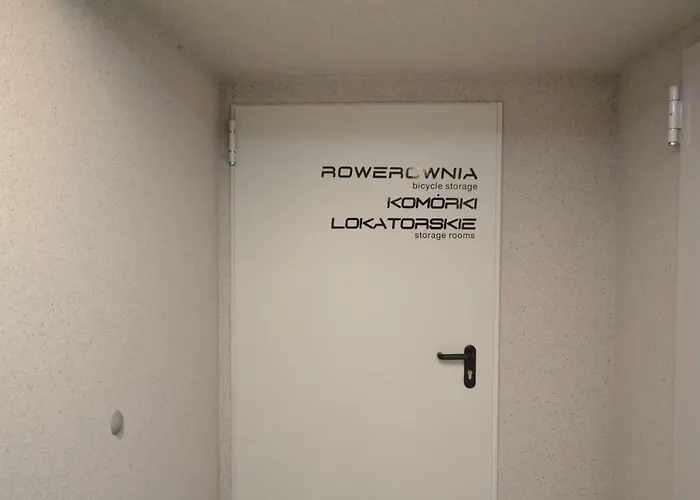 ROWEROWNIA
bicycle storage
KOMÓRKI
LOKATORSKIE
storage rooms